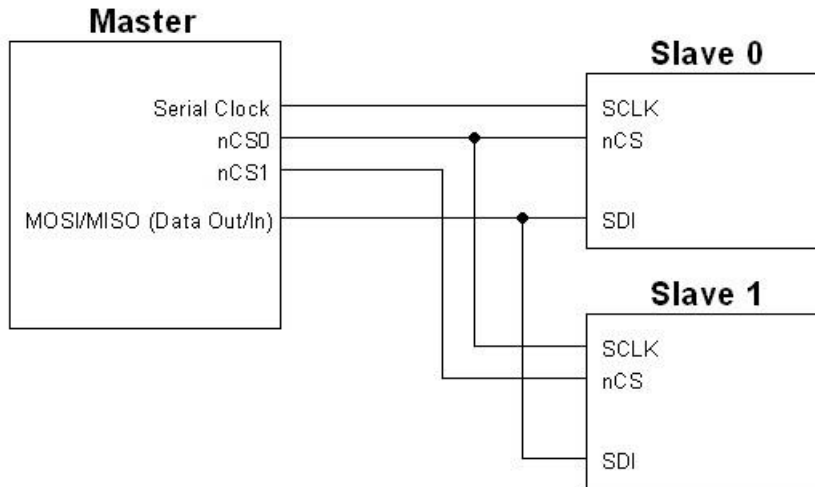 Master
Serial Clock
nCS0
nCS1
MOSI/MISO (Data Out/In)
Slave 0
SCLK
nCS
SDI
Slave 1
SCLK
nCS
SDI